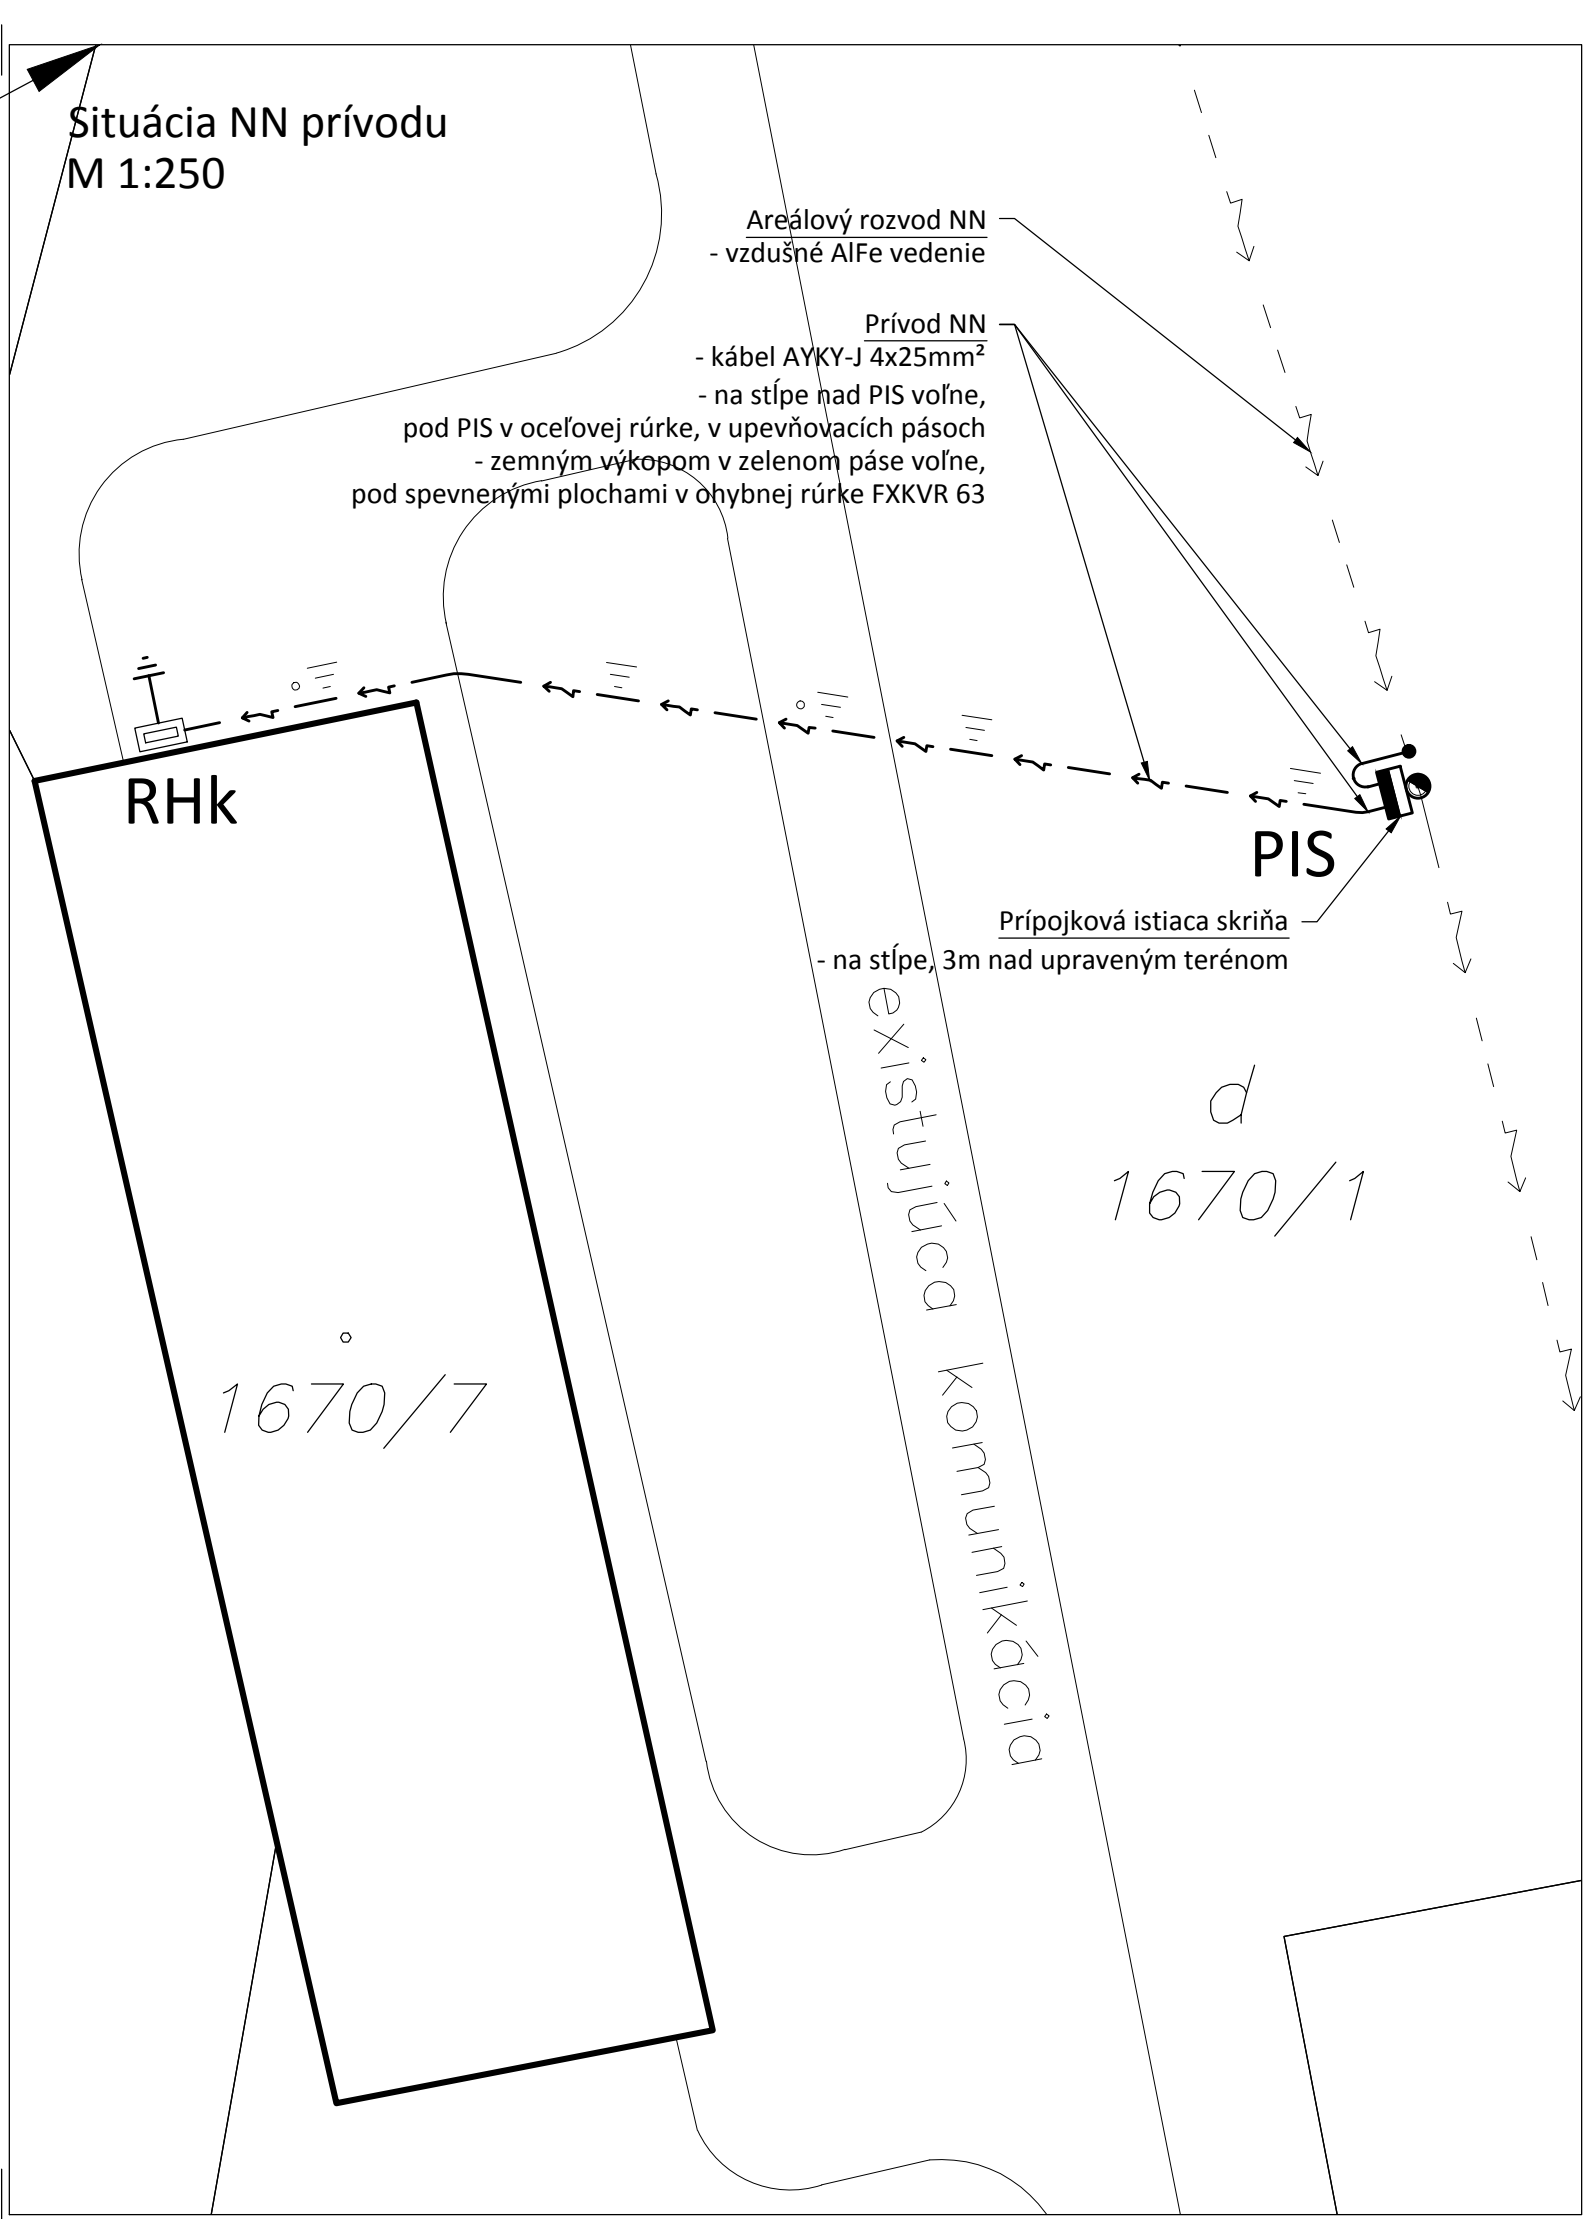 Situácia NN prívodu
M 1:250
Areálový rozvod NN
- vzdušné AlFe vedenie
Prívod NN
- kábel AYKY-J 4x25mm²
- na stĺpe nad PIS voľne,
pod PIS v oceľovej rúrke, v upevňovacích pásoch
- zemným výkopom v zelenom páse voľne,
pod spevnenými plochami v ohybnej rúrke FXKVR 63
RHk
PIS
Prípojková istiaca skriňa
- na stĺpe, 3m nad upraveným terénom
existujúca komunikácia
d
1670/1
1670/7